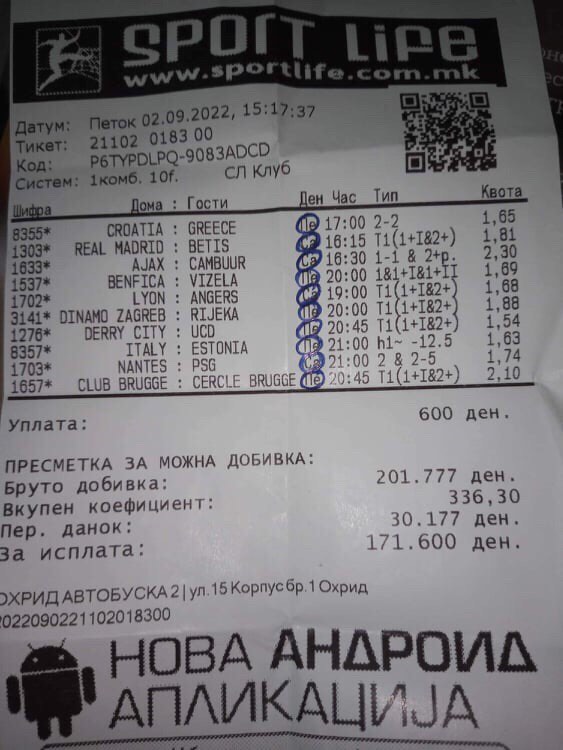 SPORT LIFE
www.sportlife.com.mk
Датум: Петок 02.09.2022, 15:17:37
Тикет: 21102 0183 00
Код: P6TYPDLPQ-9083ADCD
Систем: 1комб. 10f. СЛ Клуб
Шифра Дома : Гости Ден Час Тип Квота
8355* CROATIA : GREECE Пе 17:00 2-2 1,65
1303* REAL MADRID : BETIS Са 16:15 T1(1+I&2+) 1,81
1633* AJAX : CAMBUUR Са 16:30 1-1 & 2+p. 2,30
1537* BENFICA : VIZELA Пе 20:00 1&1+I&1+II 1,69
1702* LYON : ANGERS Са 19:00 T1(1+I&2+) 1,68
3141* DINAMO ZAGREB : RIJEKA Пе 20:00 T1(1+I&2+) 1,88
1276* DERRY CITY : UCD Пе 20:45 T1(1+I&2+) 1,54
8357* ITALY : ESTONIA Пе 21:00 h1~ -12.5 1,63
1703* NANTES : PSG Са 21:00 2 & 2-5 1,74
1657* CLUB BRUGGE : CERCLE BRUGGE Пе 20:45 T1(1+I&2+) 2,10
Уплата: 600 ден.
ПРЕСМЕТКА ЗА МОЖНА ДОБИВКА:
Бруто добивка: 201.777 ден.
Вкупен коефициент: 336,30
Пер. данок: 30.177 ден.
За исплата: 171.600 ден.
ОХРИД АВТОБУСКА 2 | ул.15 Корпус бр.1 Охрид
2022090221102018300
НОВА АНДРОИД
АПЛИКАЦИЈА